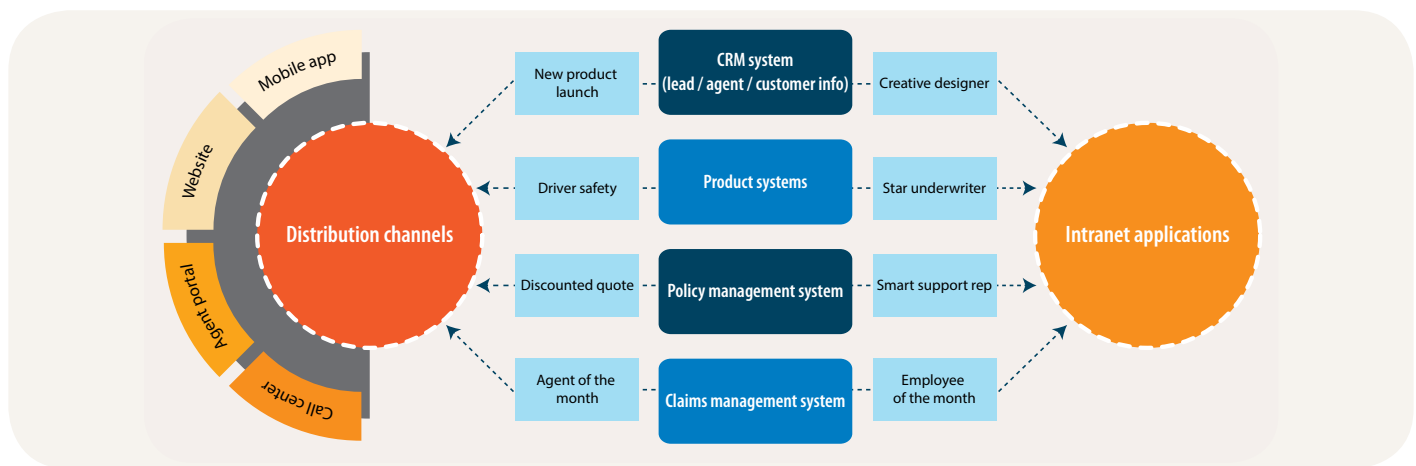 Mobile app
Website
Agent portal
Call center
Distribution channels
New product
launch
Driver safety
Discounted quote
Agent of the
month
CRM system
(lead / agent / customer info)
Product systems
Policy management system
Claims management system
Creative designer
Star underwriter
Smart support rep
Employee
of the month
Intranet applications